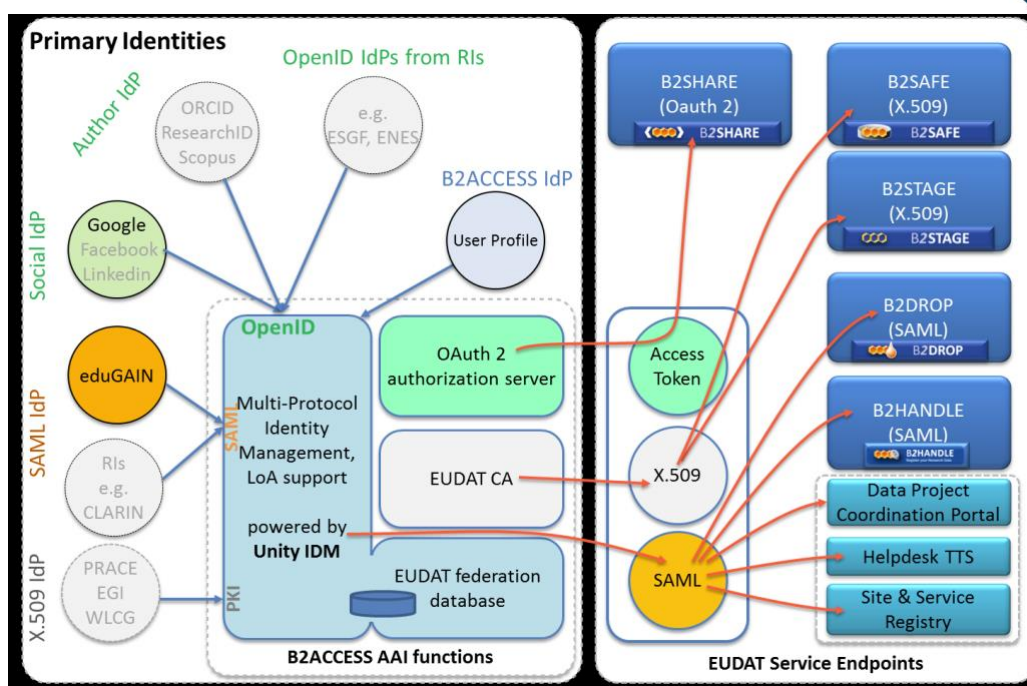 Primary Identities
Author IdP
OpenID IdPs from RIs
ORCID
ResearchID
Scopus
e.g.
ESGF, ENES
B2ACCESS IdP
Social IdP
Google
Facebook
Linkedin
User Profile
OpenID
SAML IdP
eduGAIN
SAML
Multi-Protocol
Identity
Management,
LoA support
powered by
Unity IDM
OAuth 2
authorization server
EUDAT CA
RIs
e.g.
CLARIN
X.509 IdP
PRACE
EGI
WLCG
PKI
EUDAT federation
database
B2ACCESS AAI functions
B2SHARE
(Oauth 2)
B2SHARE
B2SAFE
(X.509)
B2SAFE
B2STAGE
(X.509)
B2STAGE
B2DROP
(SAML)
B2DROP
B2HANDLE
(SAML)
B2HANDLE
Access
Token
X.509
SAML
Data Project
Coordination Portal
Helpdesk TTS
Site & Service
Registry
EUDAT Service Endpoints